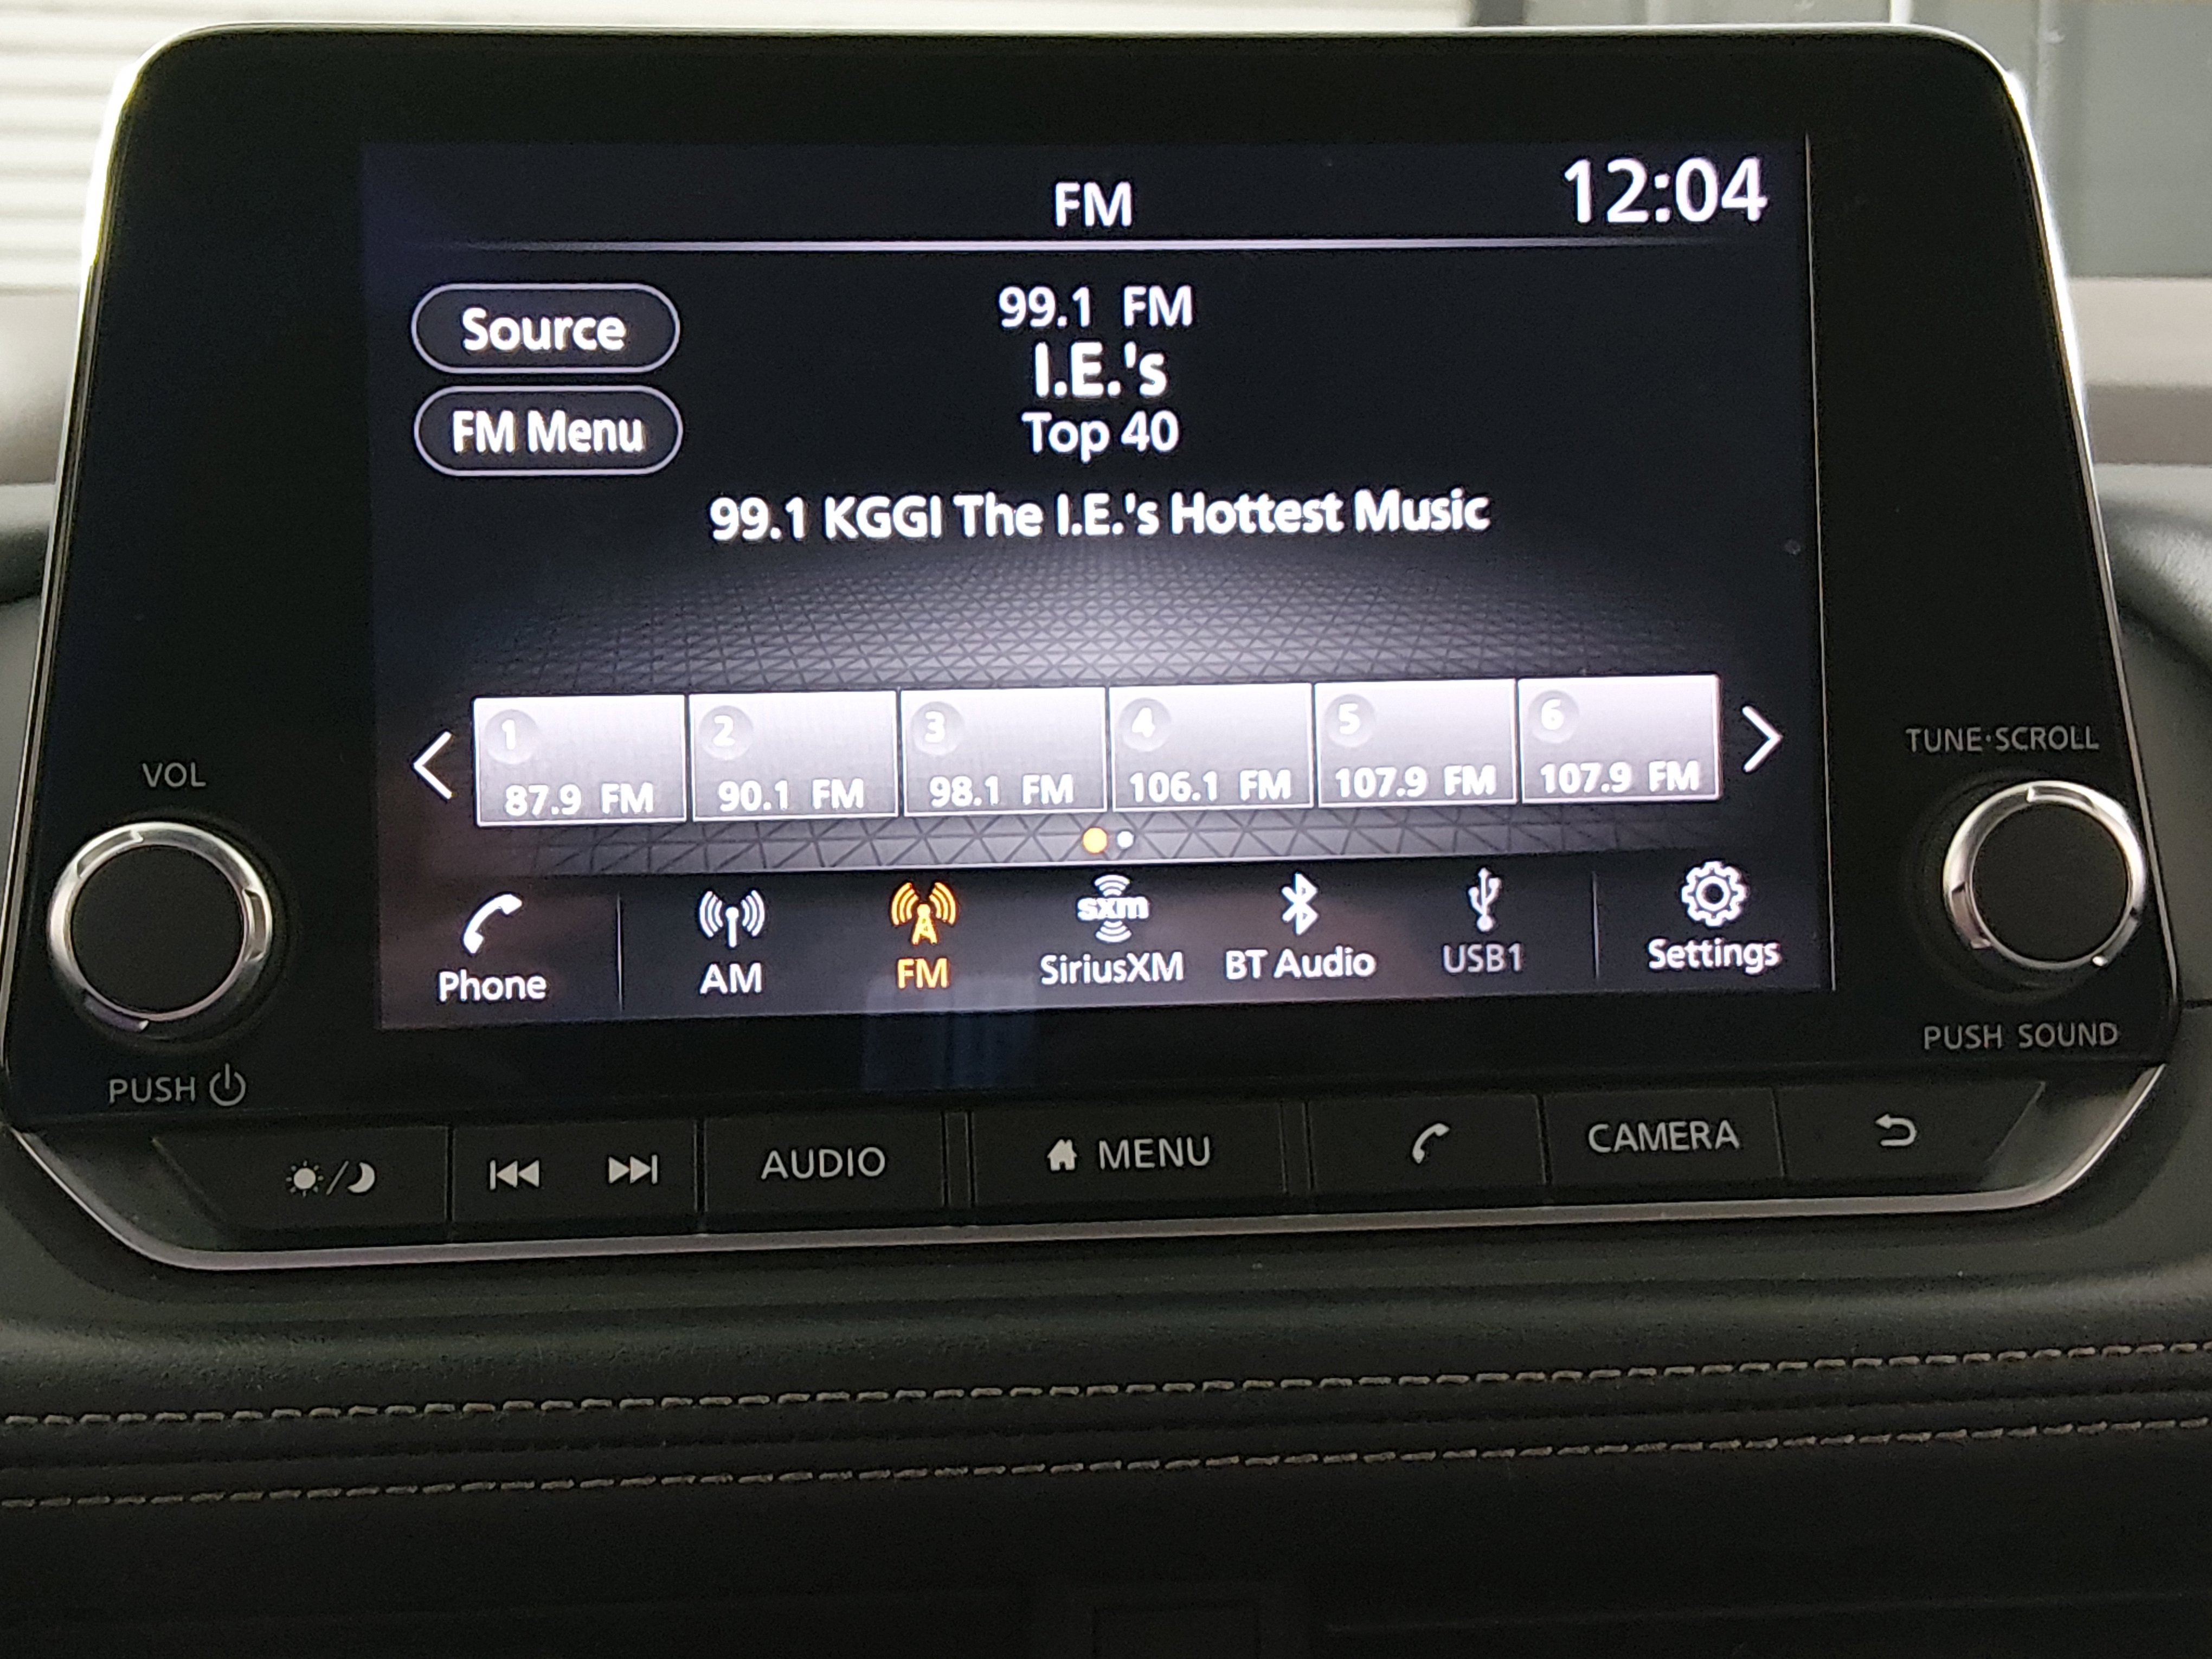 FM
12:04
Source
FM Menu
99.1 FM
I.E.'s
Top 40
99.1 KGGI The I.E.'s Hottest Music
1
2
3
4
5
6
87.9 FM
90.1 FM
98.1 FM
106.1 FM
107.9 FM
107.9 FM
sxm
Phone
AM
FM
SiriusXM
BT Audio
USB1
Settings
VOL
PUSH
TUNE·SCROLL
PUSH SOUND
AUDIO
MENU
CAMERA